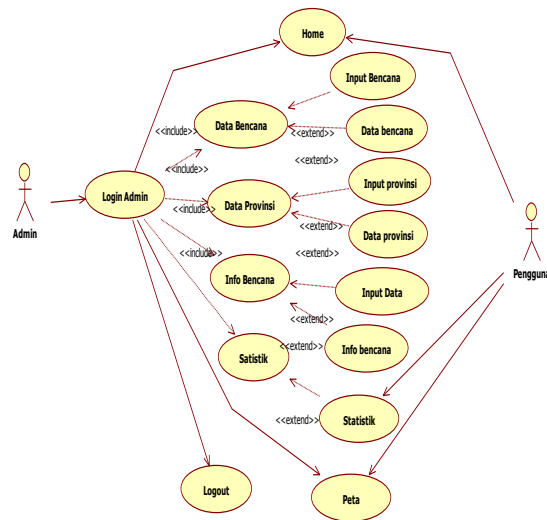 Home
Input Bencana
Data Bencana
<<include>>
<<extend>>
Data bencana
<<include>>
<<extend>>
Input provinsi
Login Admin
Data Provinsi
<<include>>
Admin
<<extend>>
Data provinsi
<<include>>
<<extend>>
Pengguna
Info Bencana
Input Data
<<extend>>
<<extend>>
Info bencana
Satistik
<<extend>>
Statistik
Logout
Peta